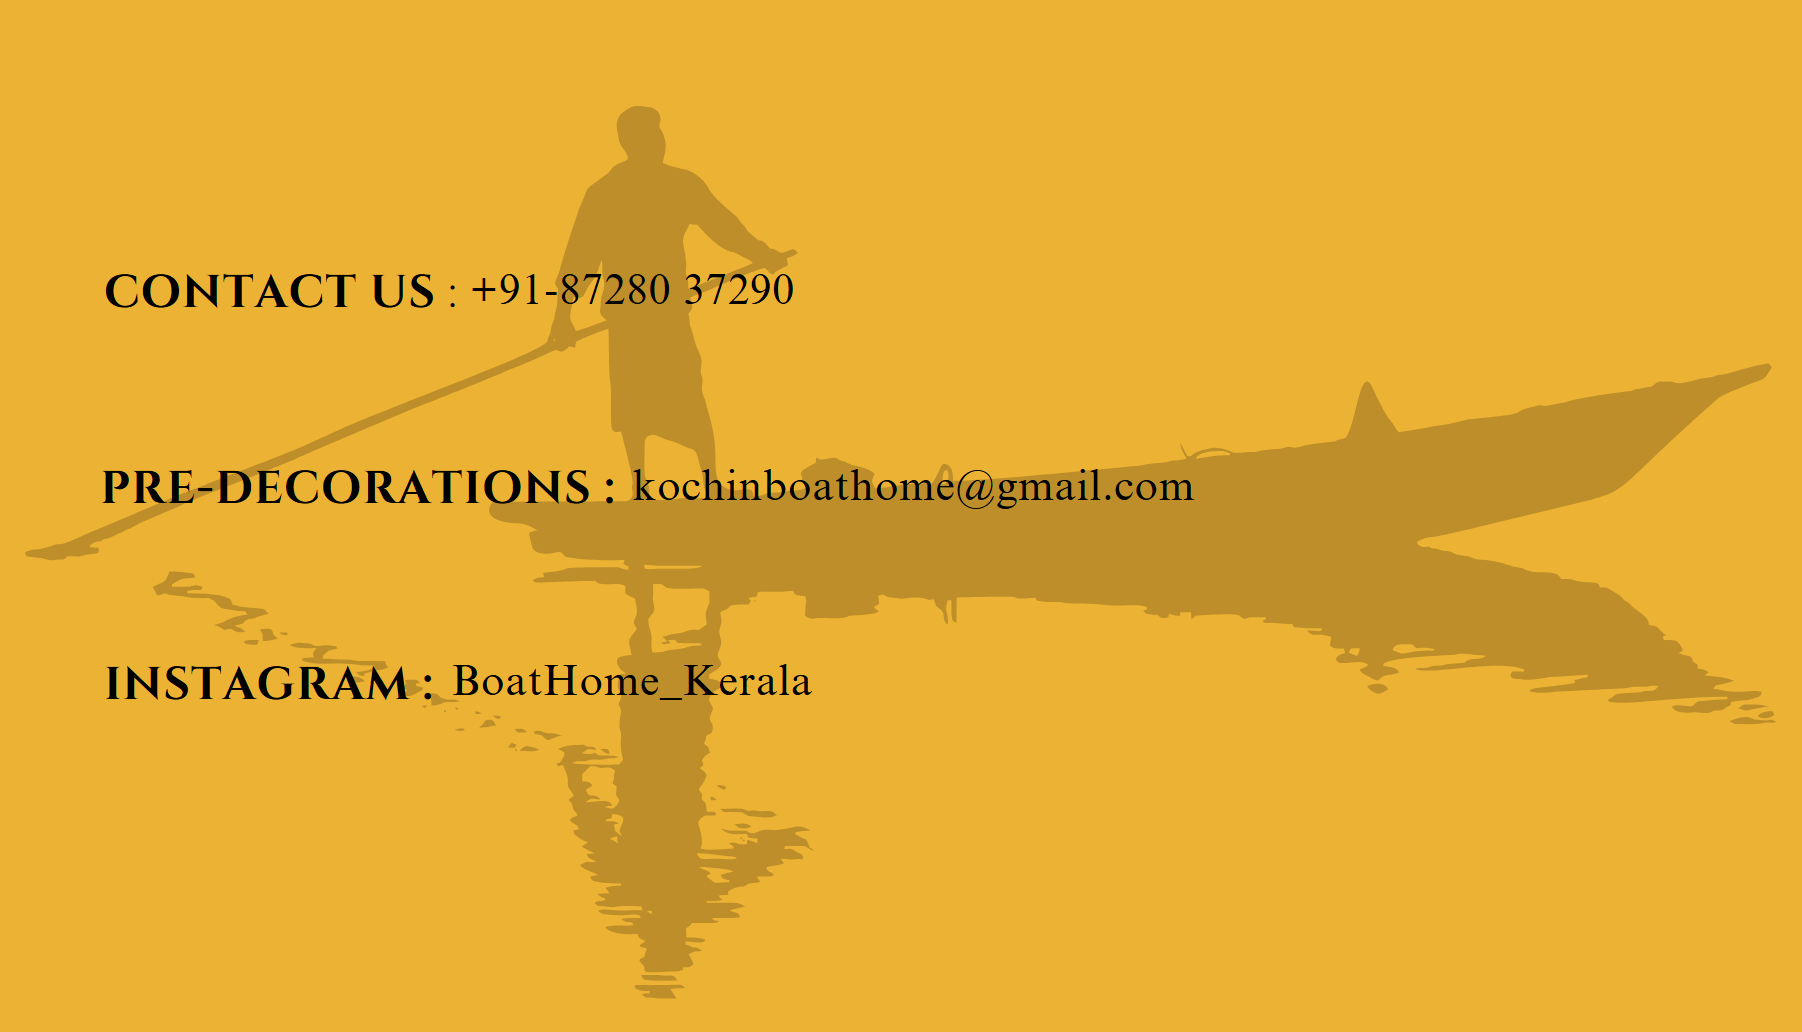 CONTACT US : +91-87280 37290
PRE-DECORATIONS : kochinboathome@gmail.com
INSTAGRAM : BoatHome_Kerala